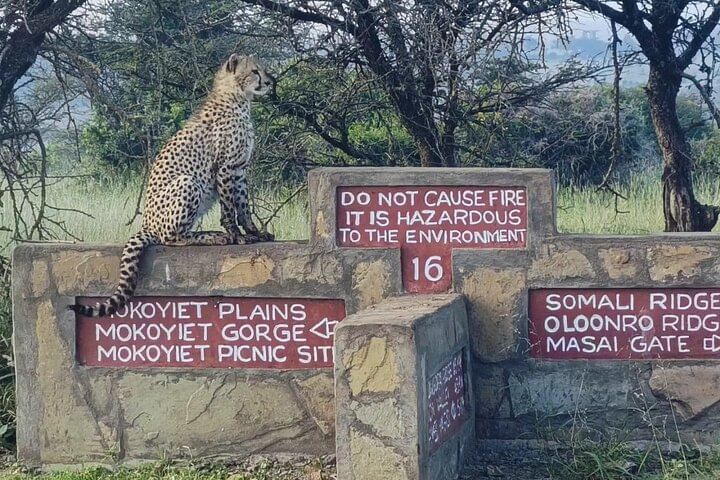 DO NOT CAUSE FIRE
IT IS HAZARDOUS
TO THE ENVIRONMENT
16
MOKOYIET PLAINS
MOKOYIET GORGE
MOKOYIET PICNIC SIT
SOMALI RIDGE
OLOONRO RIDG
MASAI GATE